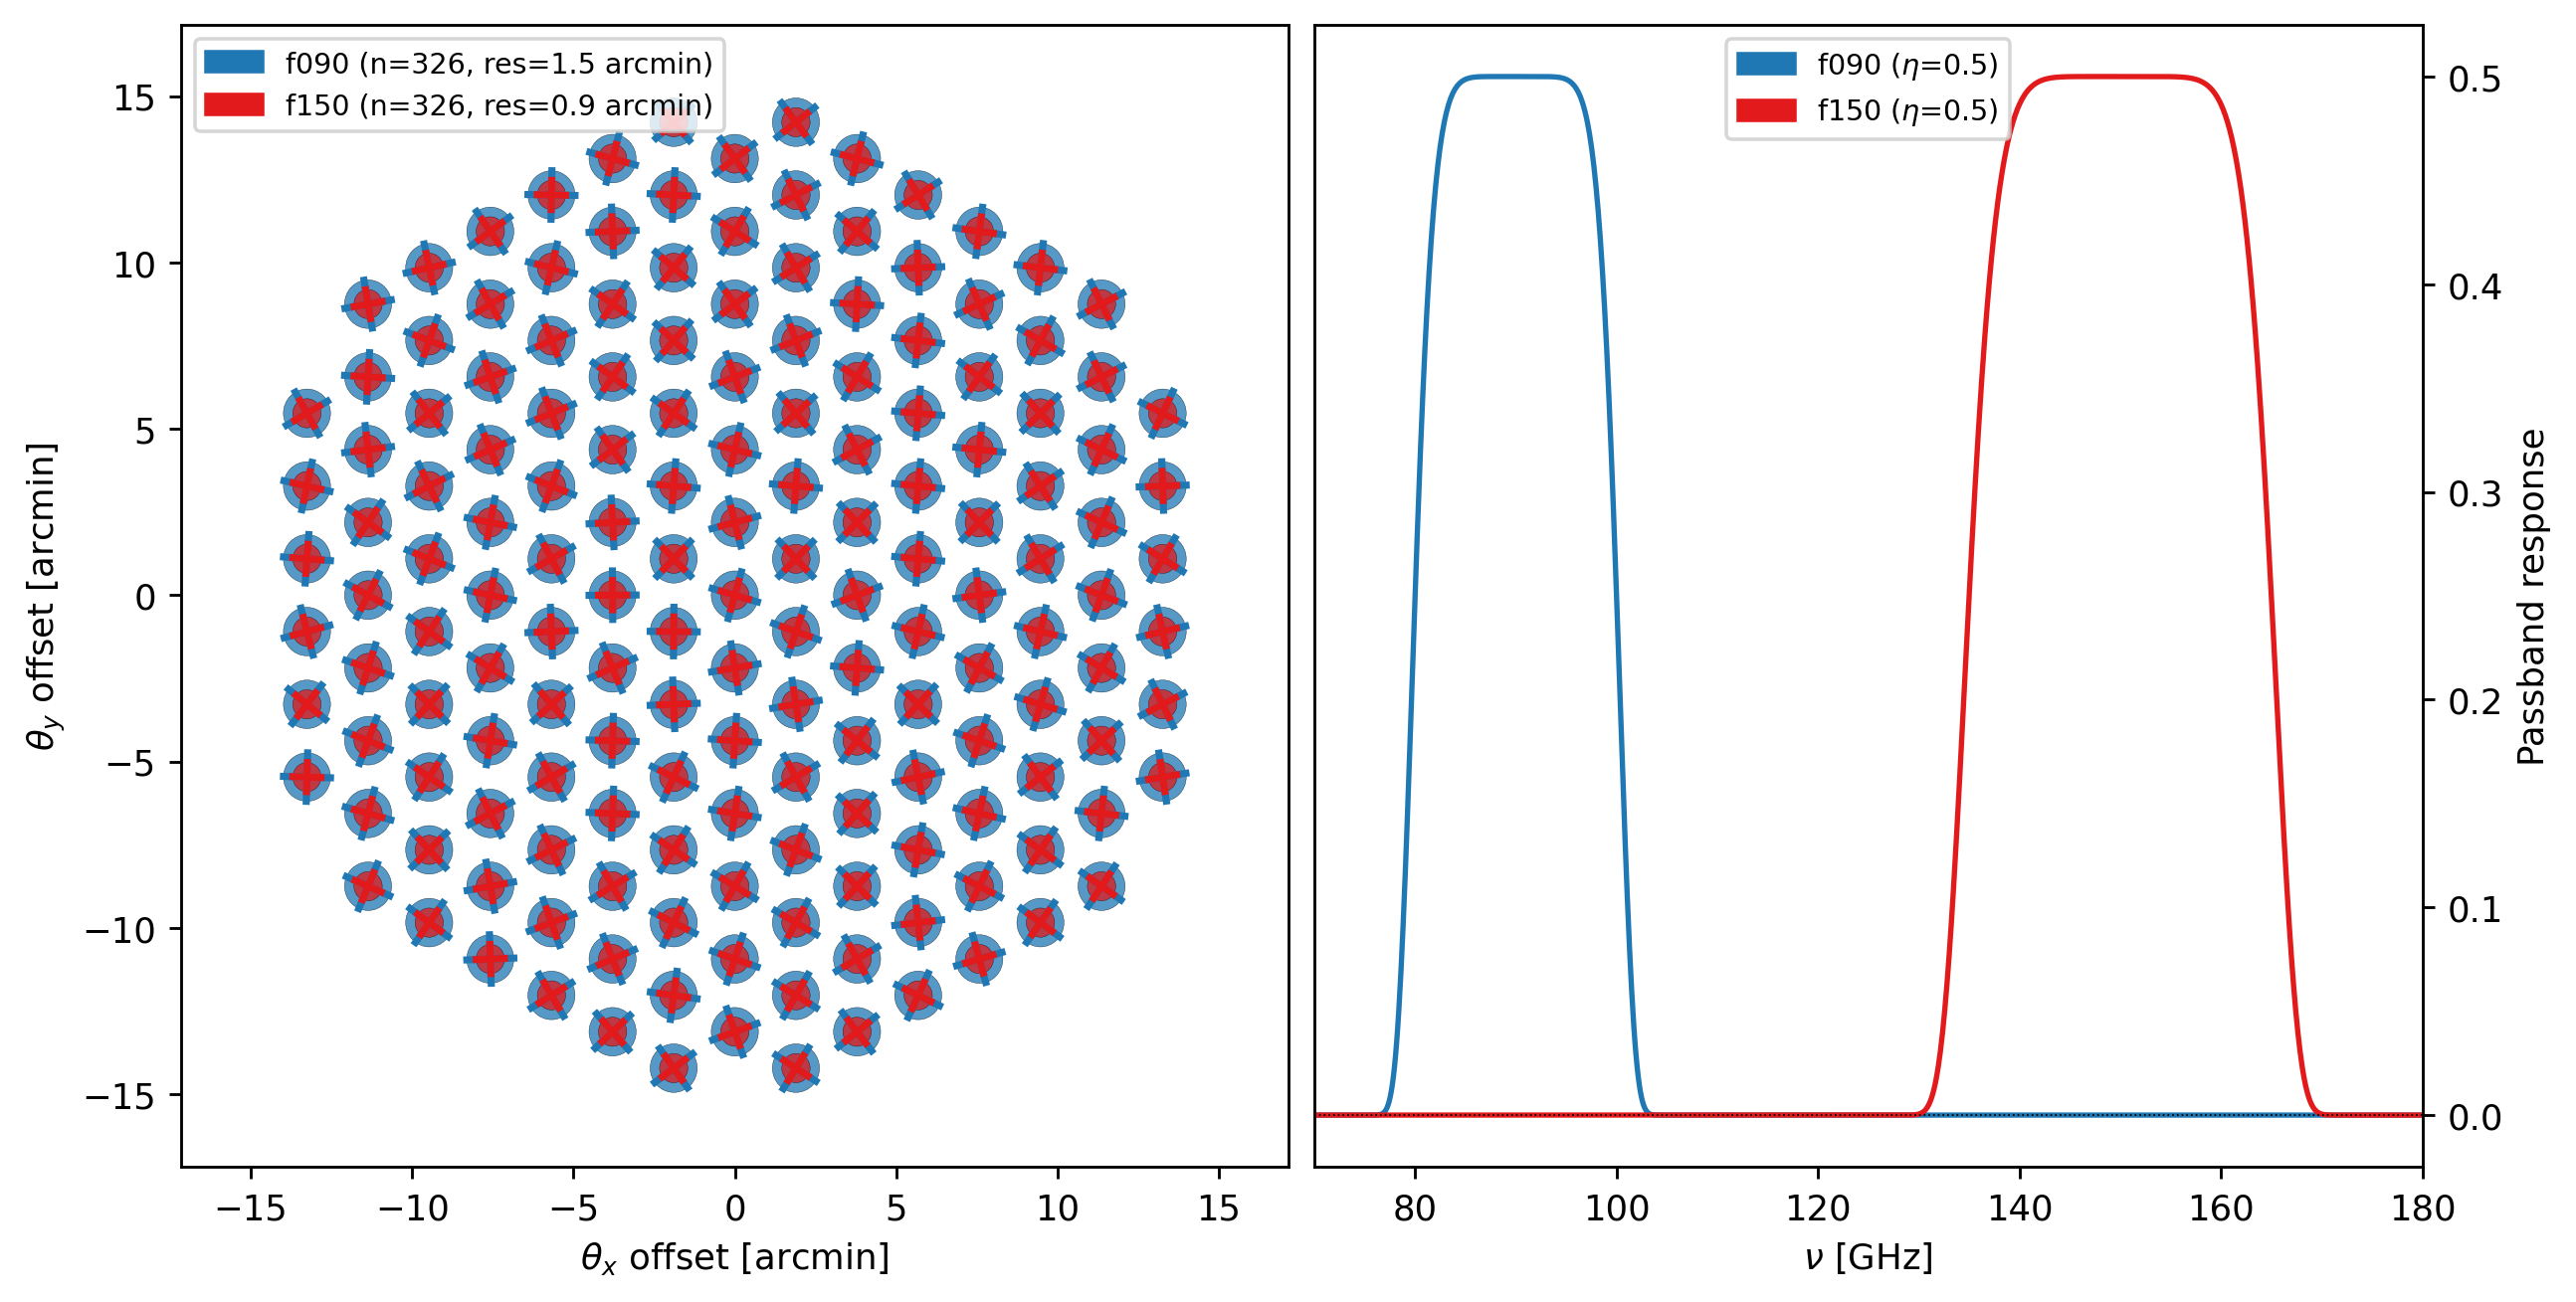 f090 (n=326, res=1.5 arcmin)
f150 (n=326, res=0.9 arcmin)
15
10
5
0
−5
−10
−15
θy offset [arcmin]
−15 −10 −5 0 5 10 15
θx offset [arcmin]
f090 (η=0.5)
f150 (η=0.5)
0.5
0.4
0.3
0.2
0.1
0.0
Passband response
80 100 120 140 160 180
ν [GHz]